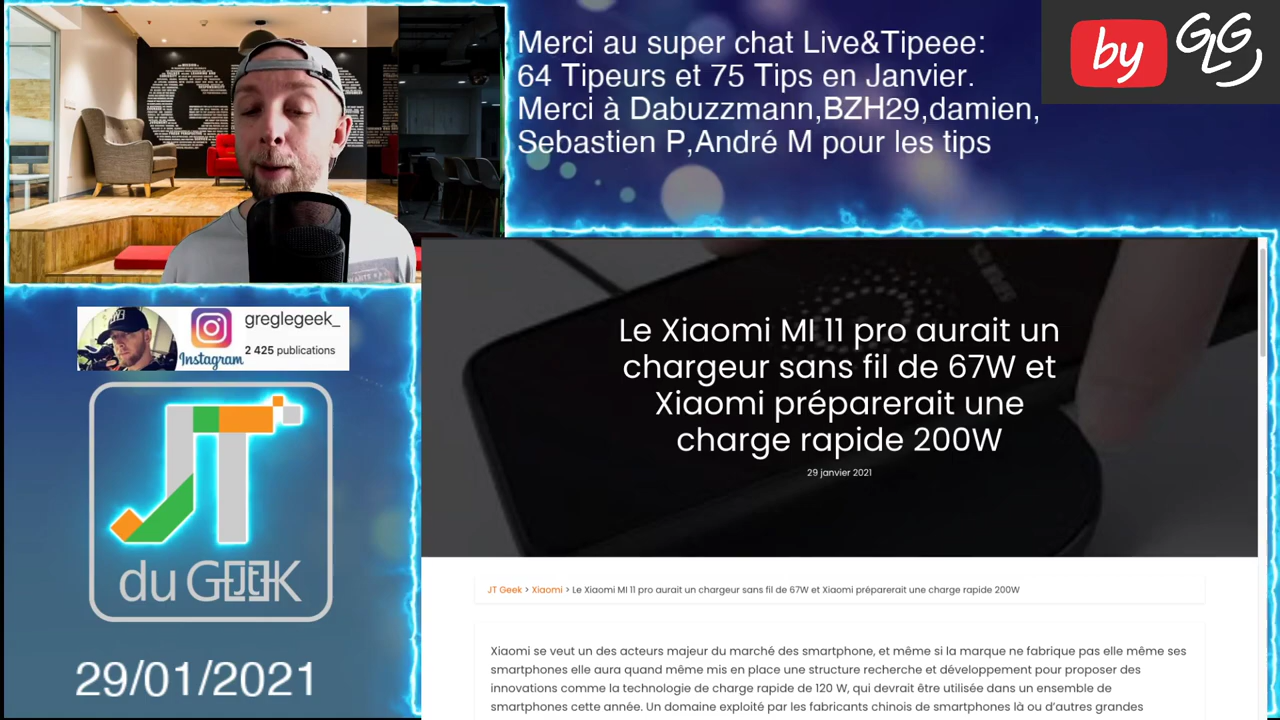 Merci au super chat Live&Tipeee:
64 Tipeurs et 75 Tips en Janvier.
Merci à Dabuzzmann,BZH29,damien,
Sebastien P,André M pour les tips
by GLG
greglegeek_
Instagram
2 425 publications
JT
du GEEK
29/01/2021
Le Xiaomi MI 11 pro aurait un
chargeur sans fil de 67W et
Xiaomi préparerait une
charge rapide 200W
29 janvier 2021
JT Geek > Xiaomi > Le Xiaomi MI 11 pro aurait un chargeur sans fil de 67W et Xiaomi préparerait une charge rapide 200W
Xiaomi se veut un des acteurs majeur du marché des smartphone, et même si la marque ne fabrique pas elle même ses
smartphones elle aura quand même mis en place une structure recherche et développement pour proposer des
innovations comme la technologie de charge rapide de 120 W, qui devrait être utilisée dans un ensemble de
smartphones cette année. Un domaine exploité par les fabricants chinois de smartphones là ou d'autres grandes